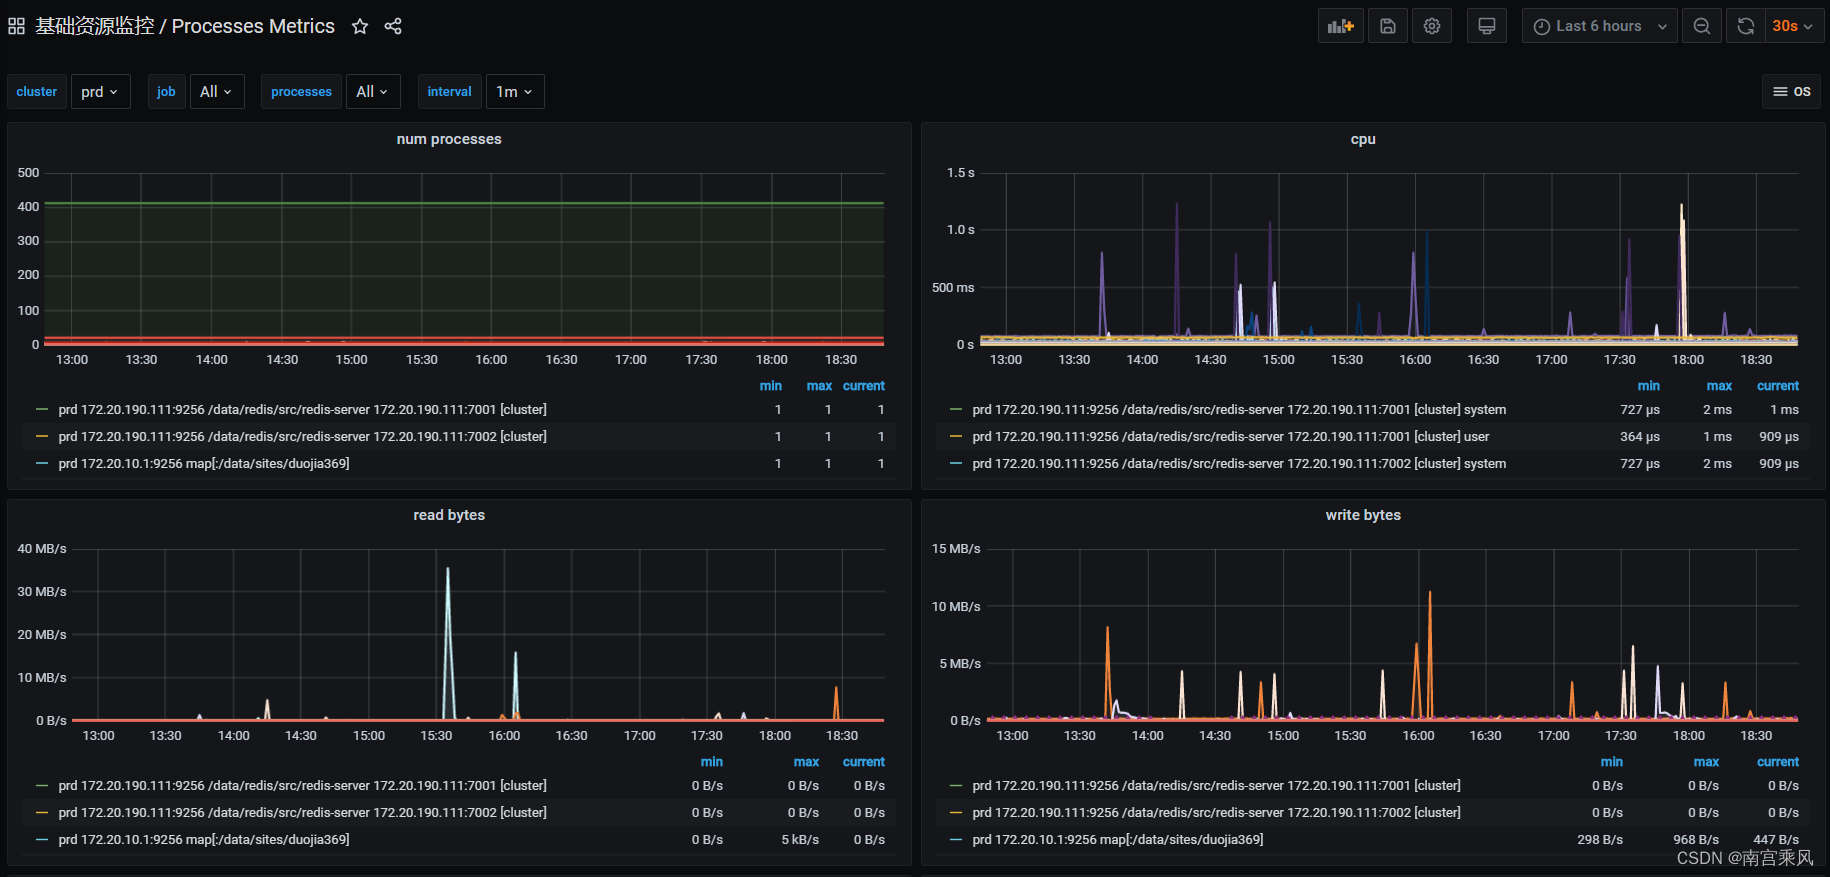 基础资源监控 / Processes Metrics
Last 6 hours
30s
cluster prd job All processes All interval 1m
OS
num processes
500
400
300
200
100
0
13:00 13:30 14:00 14:30 15:00 15:30 16:00 16:30 17:00 17:30 18:00 18:30
min max current
prd 172.20.190.111:9256 /data/redis/src/redis-server 172.20.190.111:7001 [cluster] 1 1 1
prd 172.20.190.111:9256 /data/redis/src/redis-server 172.20.190.111:7002 [cluster] 1 1 1
prd 172.20.10.1:9256 map[:/data/sites/duojia369] 1 1 1
cpu
1.5 s
1.0 s
500 ms
0 s
13:00 13:30 14:00 14:30 15:00 15:30 16:00 16:30 17:00 17:30 18:00 18:30
min max current
prd 172.20.190.111:9256 /data/redis/src/redis-server 172.20.190.111:7001 [cluster] system 727 µs 2 ms 1 ms
prd 172.20.190.111:9256 /data/redis/src/redis-server 172.20.190.111:7001 [cluster] user 364 µs 1 ms 909 µs
prd 172.20.190.111:9256 /data/redis/src/redis-server 172.20.190.111:7002 [cluster] system 727 µs 2 ms 909 µs
read bytes
40 MB/s
30 MB/s
20 MB/s
10 MB/s
0 B/s
13:00 13:30 14:00 14:30 15:00 15:30 16:00 16:30 17:00 17:30 18:00 18:30
min max current
prd 172.20.190.111:9256 /data/redis/src/redis-server 172.20.190.111:7001 [cluster] 0 B/s 0 B/s 0 B/s
prd 172.20.190.111:9256 /data/redis/src/redis-server 172.20.190.111:7002 [cluster] 0 B/s 0 B/s 0 B/s
prd 172.20.10.1:9256 map[:/data/sites/duojia369] 0 B/s 5 kB/s 0 B/s
write bytes
15 MB/s
10 MB/s
5 MB/s
0 B/s
13:00 13:30 14:00 14:30 15:00 15:30 16:00 16:30 17:00 17:30 18:00 18:30
min max current
prd 172.20.190.111:9256 /data/redis/src/redis-server 172.20.190.111:7001 [cluster] 0 B/s 0 B/s 0 B/s
prd 172.20.190.111:9256 /data/redis/src/redis-server 172.20.190.111:7002 [cluster] 0 B/s 0 B/s 0 B/s
prd 172.20.10.1:9256 map[:/data/sites/duojia369] 298 B/s 968 B/s 447 B/s
CSDN @南宫乘风